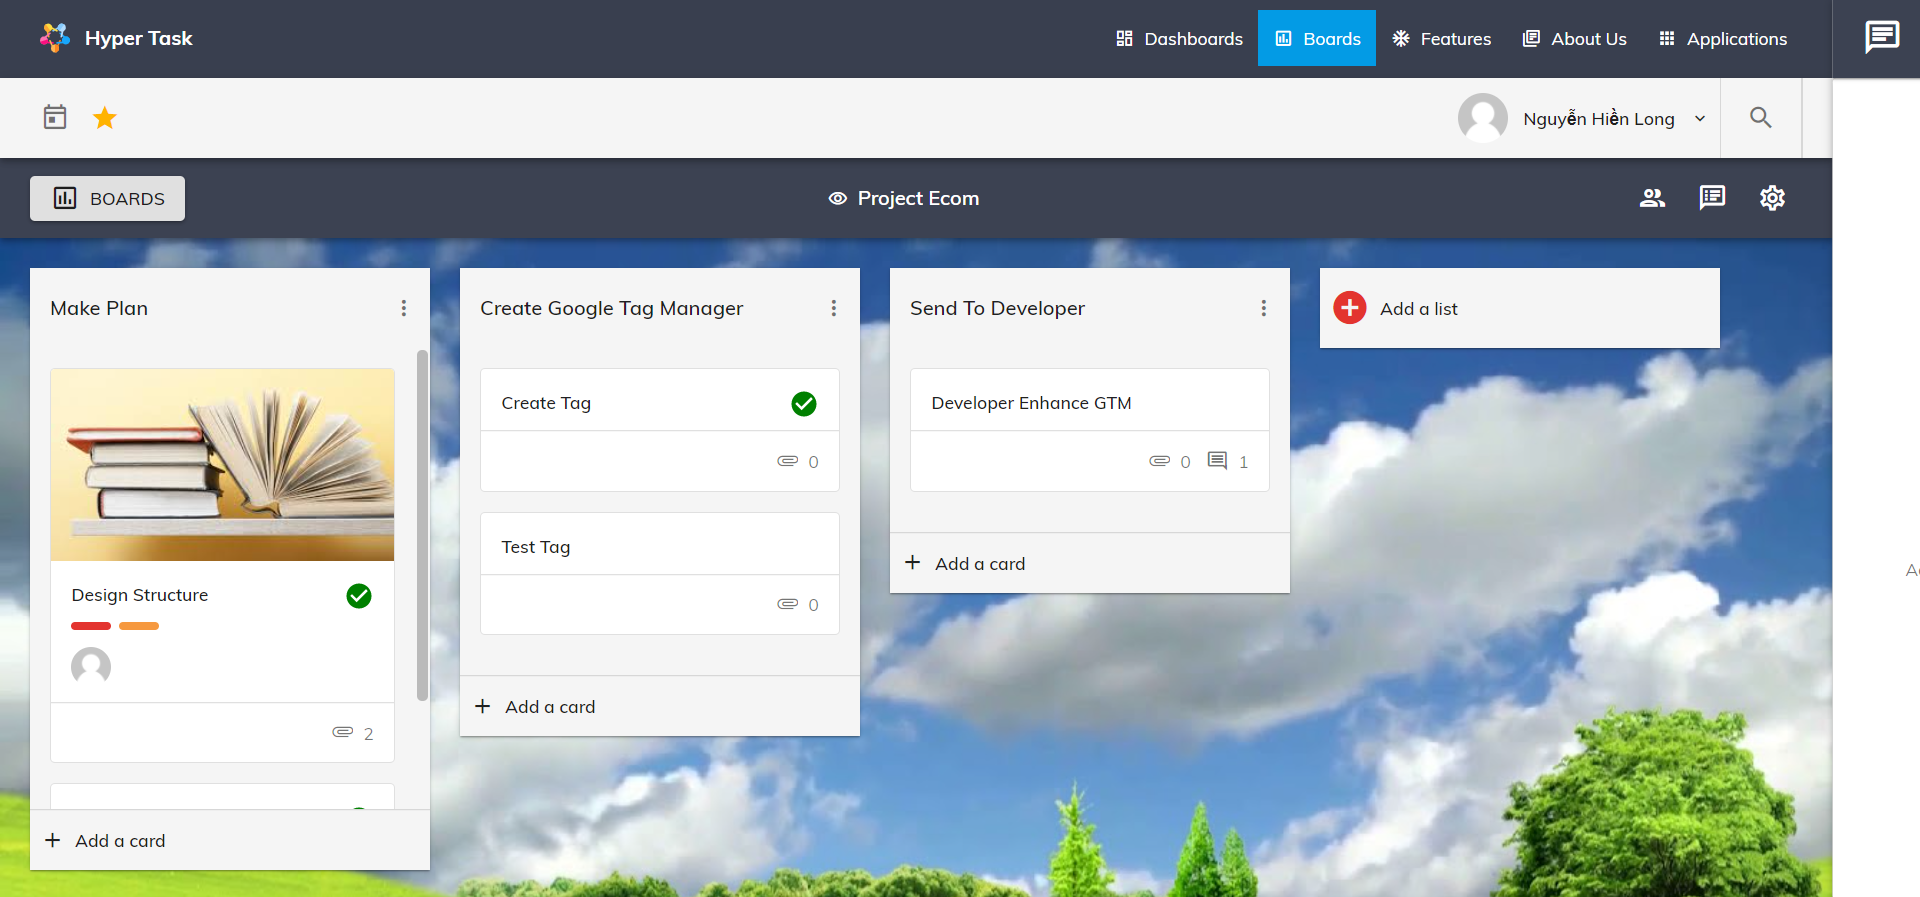 Hyper Task
Dashboards
Boards
Features
About Us
Applications
Nguyễn Hiền Long
BOARDS
Project Ecom
Make Plan
Design Structure
2
Add a card
Create Google Tag Manager
Create Tag
0
Test Tag
0
Add a card
Send To Developer
Developer Enhance GTM
0 1
Add a card
Add a list